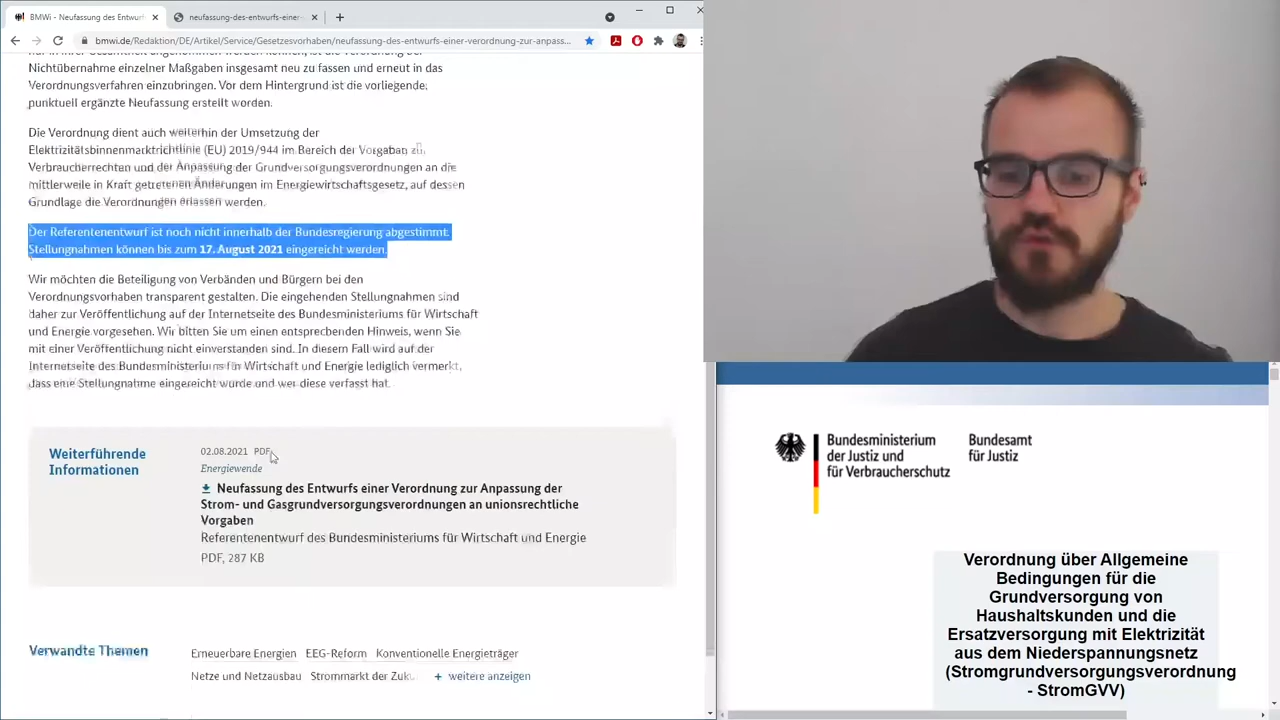 BMWi - Neufassung des Entwurf
neufassung-des-entwurfs-einer-
bmwi.de/Redaktion/DE/Artikel/Service/Gesetzesvorhaben/neufassung-des-entwurfs-einer-verordnung-zur-anpass...
Nichtübernahme einzelner Maßgaben insgesamt neu zu fassen und erneut in das
Verordnungsverfahren einzubringen. Vor dem Hintergrund ist die vorliegende,
punktuell ergänzte Neufassung erstellt worden.
Die Verordnung dient auch weiterhin der Umsetzung der
Elektrizitätsbinnenmarktrichtlinie (EU) 2019/944 im Bereich der Vorgaben zu
Verbraucherrechten und der Anpassung der Grundversorgungsverordnungen an die
mittlerweile in Kraft getretenen Änderungen im Energiewirtschaftsgesetz, auf dessen
Grundlage die Verordnungen erlassen werden.
Der Referentenentwurf ist noch nicht innerhalb der Bundesregierung abgestimmt.
Stellungnahmen können bis zum 17. August 2021 eingereicht werden.
Wir möchten die Beteiligung von Verbänden und Bürgern bei den
Verordnungsvorhaben transparent gestalten. Die eingehenden Stellungnahmen sind
daher zur Veröffentlichung auf der Internetseite des Bundesministeriums für Wirtschaft
und Energie vorgesehen. Wir bitten Sie um einen entsprechenden Hinweis, wenn Sie
mit einer Veröffentlichung nicht einverstanden sind. In diesem Fall wird auf der
Internetseite des Bundesministeriums für Wirtschaft und Energie lediglich vermerkt,
dass eine Stellungnahme eingereicht wurde und wer diese verfasst hat.
Weiterführende
Informationen
02.08.2021 PDF
Energiewende
Neufassung des Entwurfs einer Verordnung zur Anpassung der
Strom- und Gasgrundversorgungsverordnungen an unionsrechtliche
Vorgaben
Referentenentwurf des Bundesministeriums für Wirtschaft und Energie
PDF, 287 KB
Verwandte Themen
Erneuerbare Energien EEG-Reform Konventionelle Energieträger
Netze und Netzausbau Strommarkt der Zuku + weitere anzeigen
Bundesministerium
der Justiz und
für Verbraucherschutz
Bundesamt
für Justiz
Verordnung über Allgemeine
Bedingungen für die
Grundversorgung von
Haushaltskunden und die
Ersatzversorgung mit Elektrizität
aus dem Niederspannungsnetz
(Stromgrundversorgungsverordnung
- StromGVV)